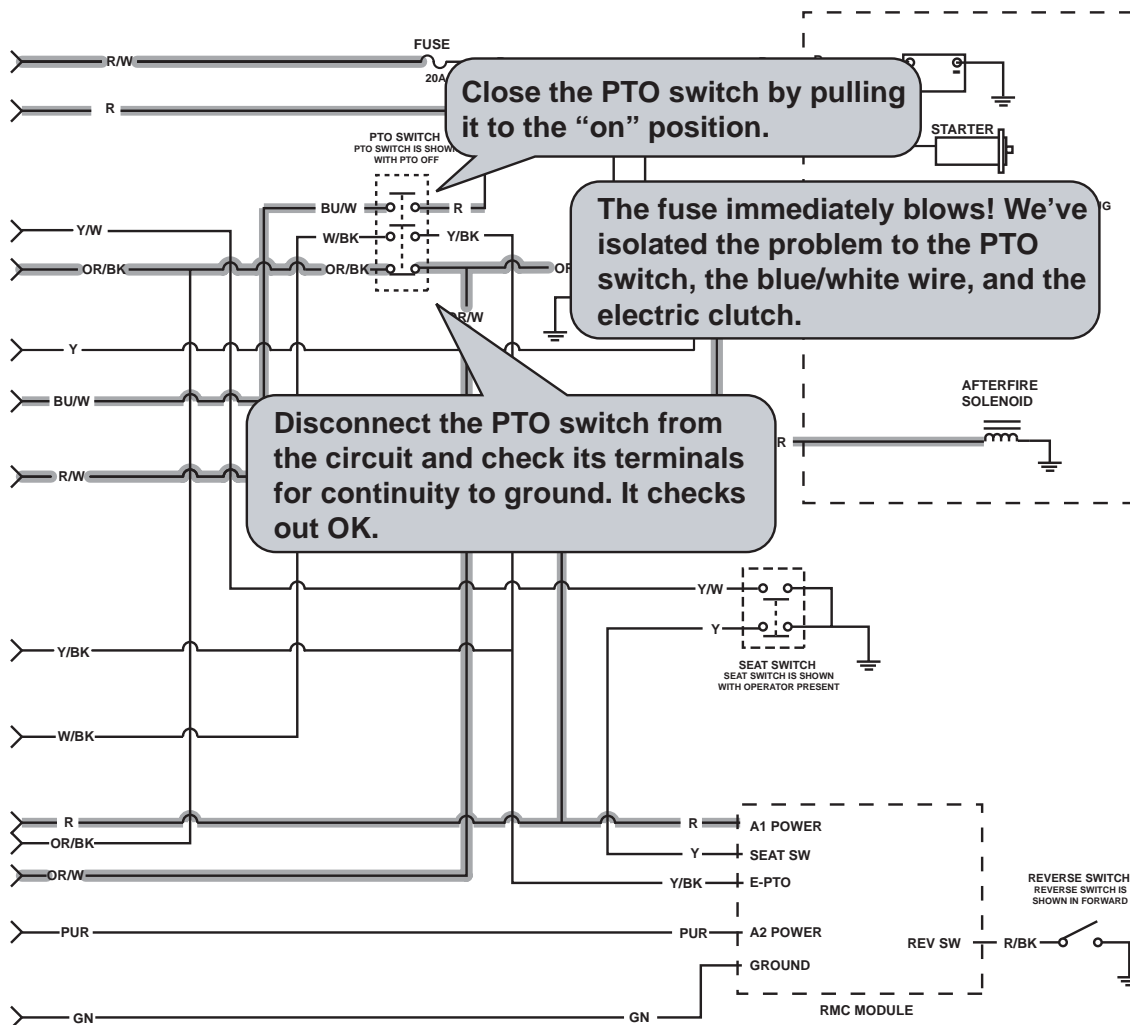 FUSE
R/W
20A
R
Close the PTO switch by pulling
it to the “on” position.
STARTER
PTO SWITCH
PTO SWITCH IS SHOWN
WITH PTO OFF
BU/W
R
The fuse immediately blows! We’ve
isolated the problem to the PTO
switch, the blue/white wire, and the
electric clutch.
Y/W
W/BK
Y/BK
OR/BK
OR/BK
OR/W
Y
BU/W
AFTERFIRE
SOLENOID
Disconnect the PTO switch from
the circuit and check its terminals
for continuity to ground. It checks
out OK.
R
R/W
Y/W
Y
SEAT SWITCH
SEAT SWITCH IS SHOWN
WITH OPERATOR PRESENT
Y/BK
W/BK
R
R
A1 POWER
OR/BK
Y
SEAT SW
OR/W
Y/BK
E-PTO
REVERSE SWITCH
REVERSE SWITCH IS
SHOWN IN FORWARD
PUR
PUR
A2 POWER
REV SW
R/BK
GROUND
RMC MODULE
GN
GN